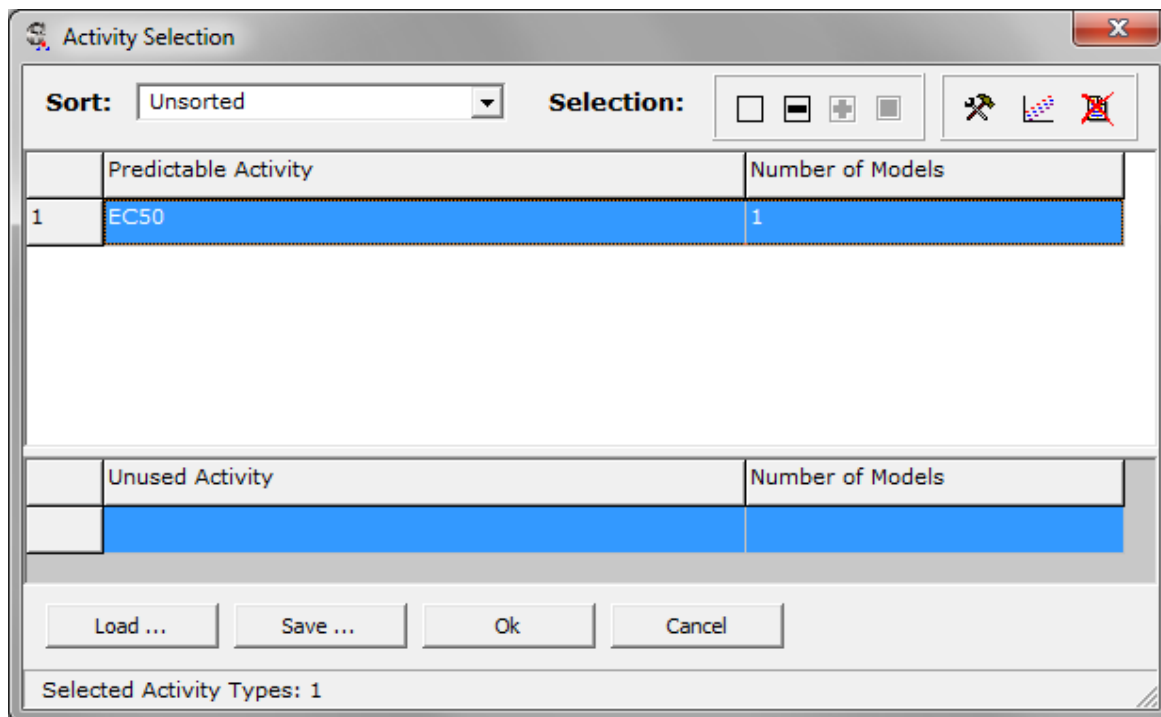 Activity Selection
Sort: Unsorted Selection:
Predictable Activity Number of Models
1 EC50 1
Unused Activity Number of Models
Load ... Save ... Ok Cancel
Selected Activity Types: 1